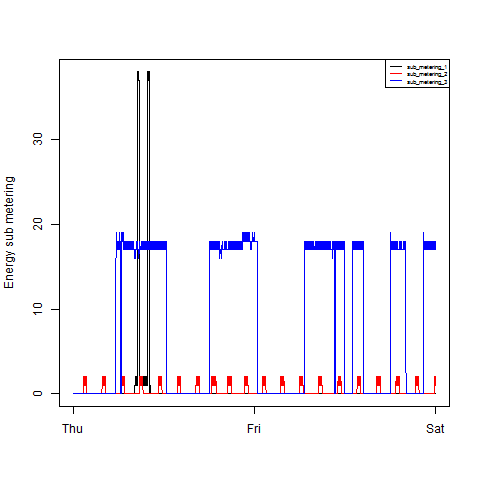 sub_metering_1
sub_metering_2
sub_metering_3
Energy sub metering
30
20
10
0
Thu
Fri
Sat